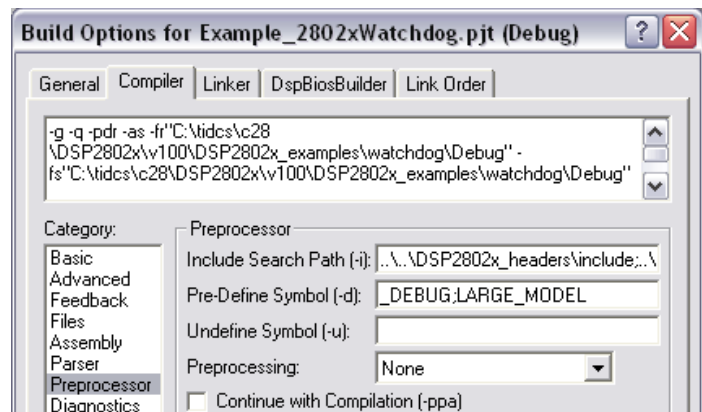 Build Options for Example_2802xWatchdog.pjt (Debug)
General Compiler Linker DspBiosBuilder Link Order
-g -q -pdr -as -fr"C:\tidcs\c28
\DSP2802x\v100\DSP2802x_examples\watchdog\Debug" -
fs"C:\tidcs\c28\DSP2802x\v100\DSP2802x_examples\watchdog\Debug"
Category:
Basic
Advanced
Feedback
Files
Assembly
Parser
Preprocessor
Diagnostics
Preprocessor
Include Search Path (-i): ..\..\DSP2802x_headers\include;..\
Pre-Define Symbol (-d): _DEBUG;LARGE_MODEL
Undefine Symbol (-u):
Preprocessing: None
Continue with Compilation (-ppa)